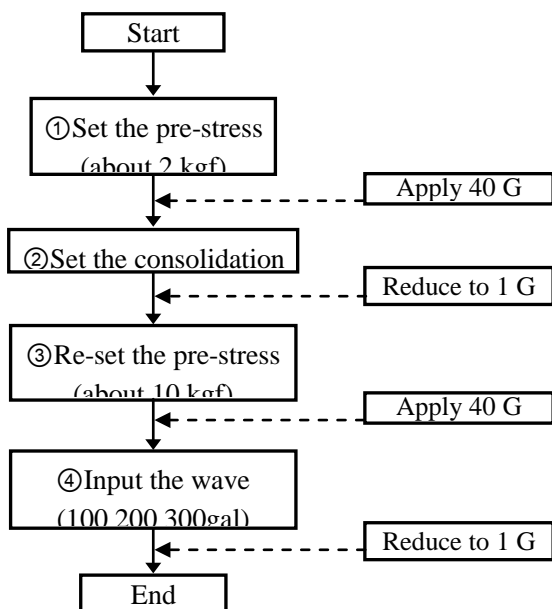 Start
①Set the pre-stress
(about 2 kgf)
Apply 40 G
②Set the consolidation
Reduce to 1 G
③Re-set the pre-stress
(about 10 kgf)
Apply 40 G
④Input the wave
(100,200,300gal)
Reduce to 1 G
End